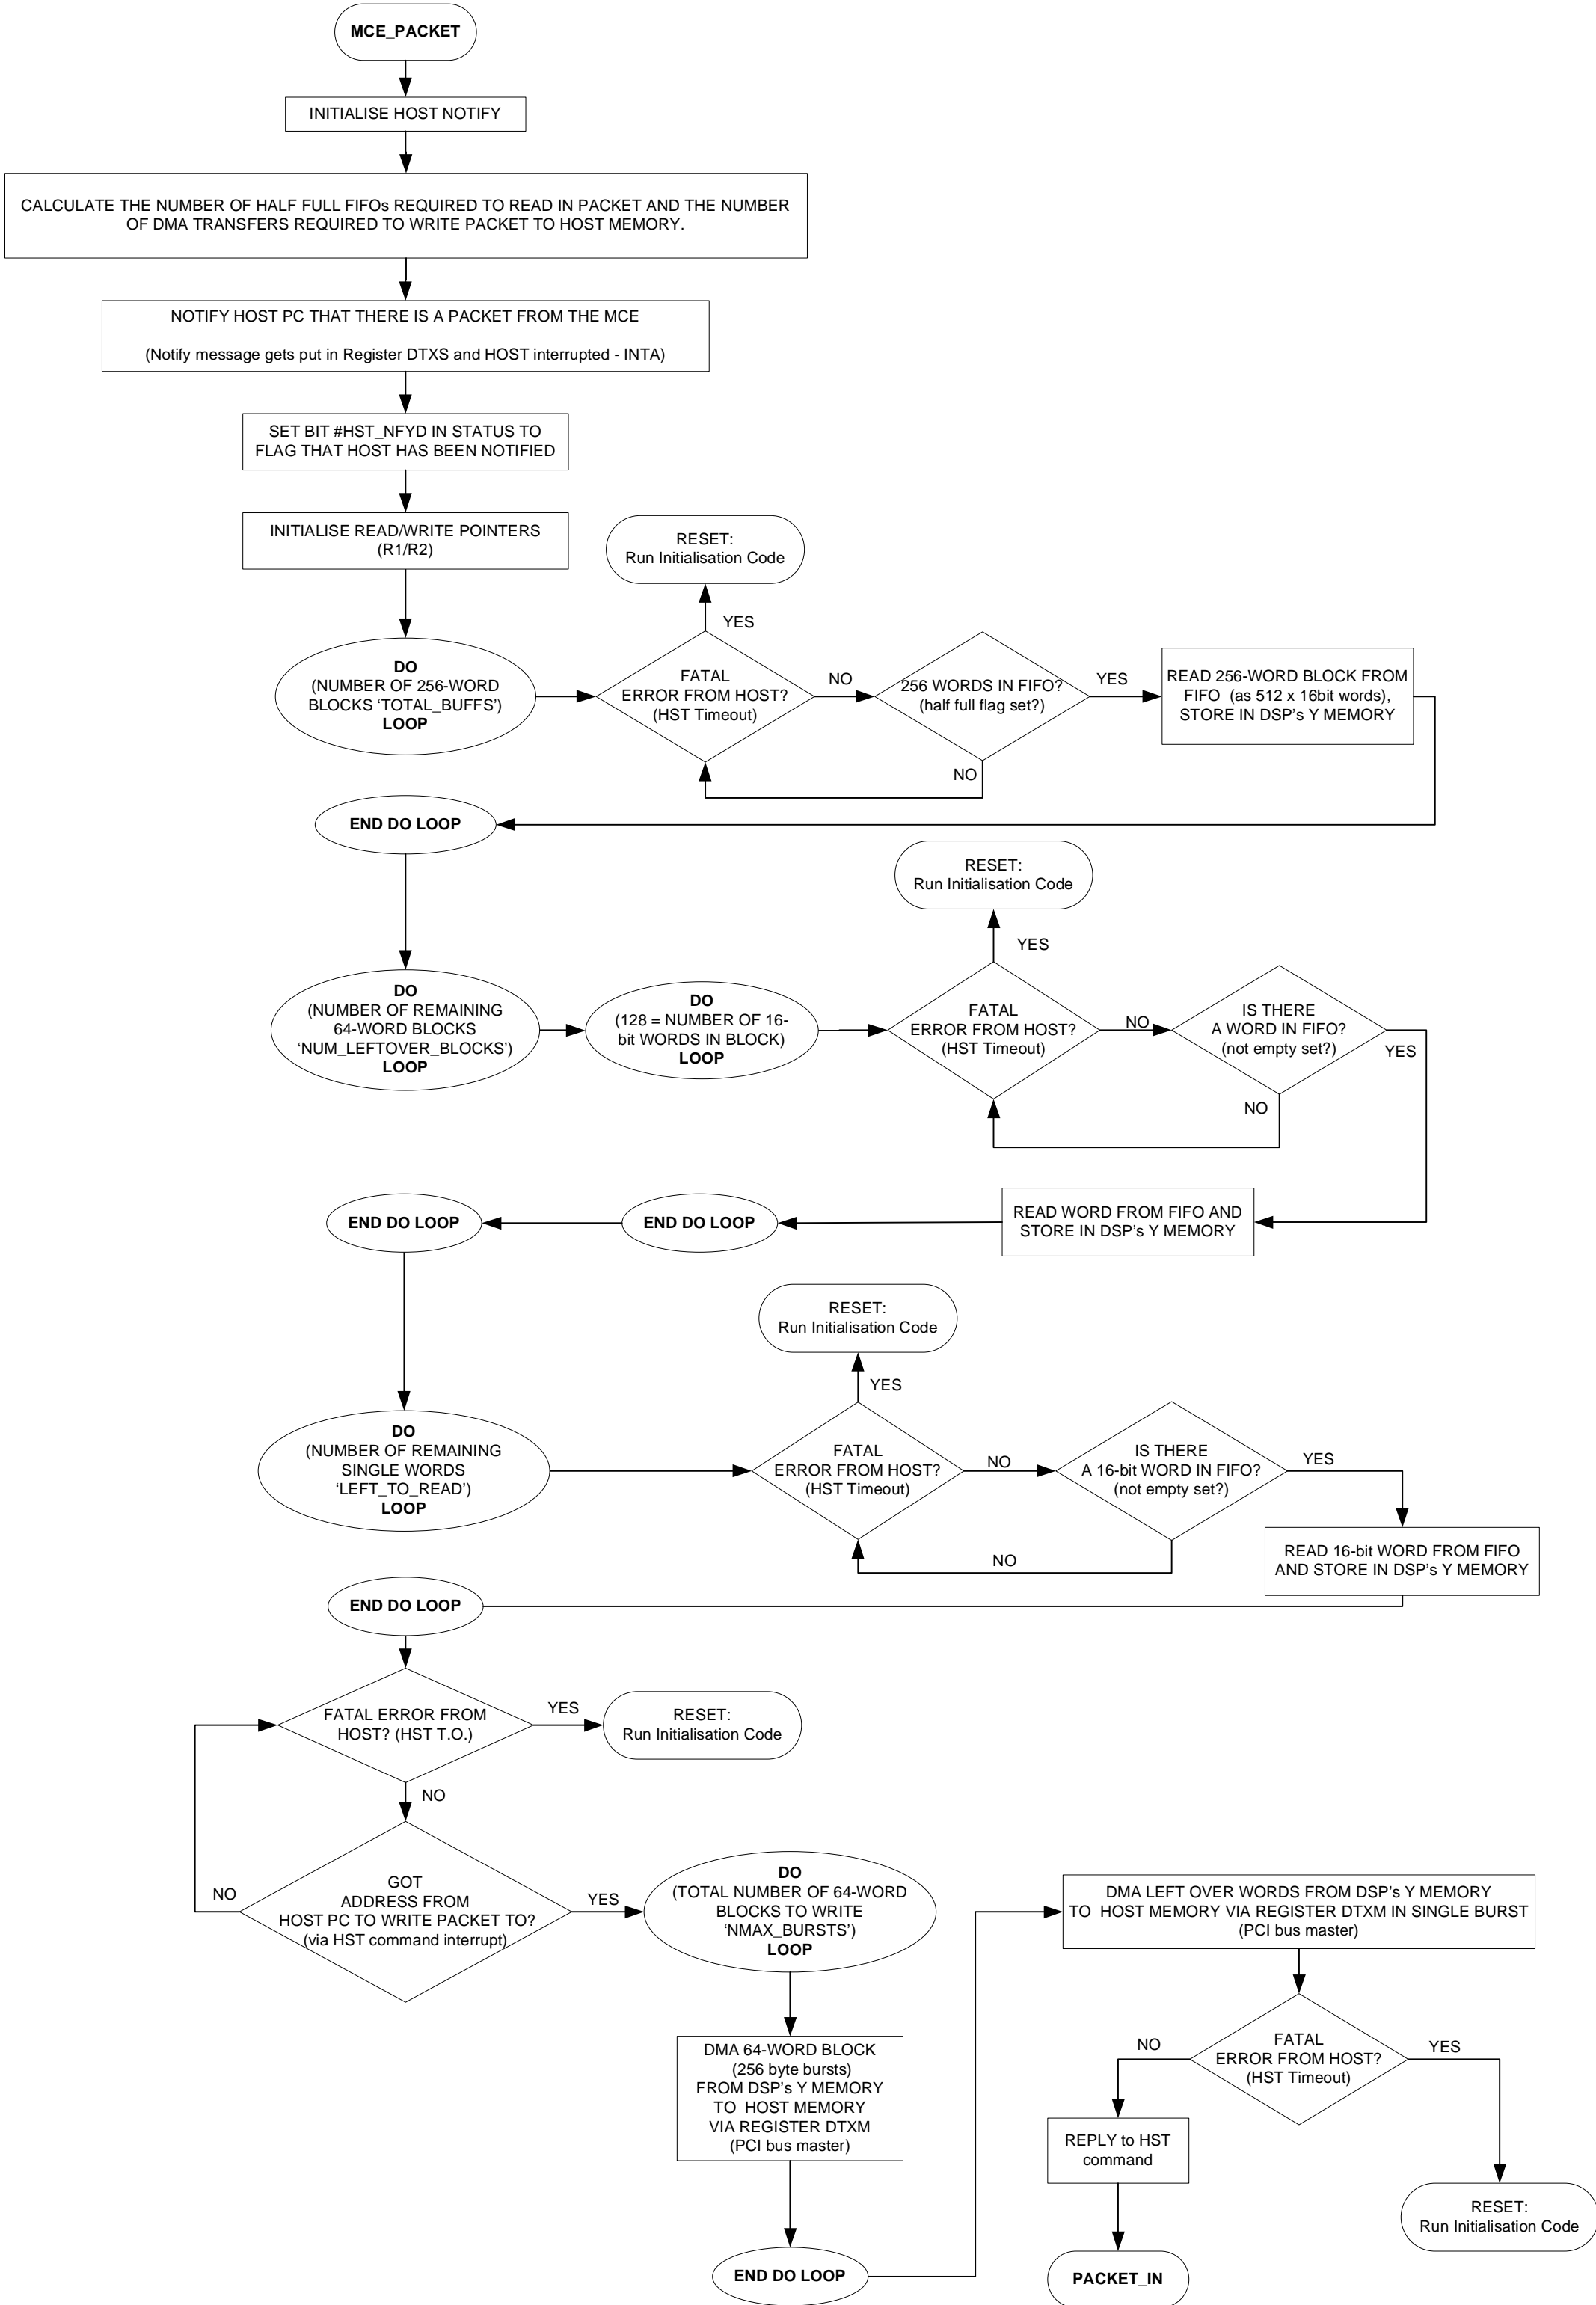 MCE_PACKET
INITIALISE HOST NOTIFY
CALCULATE THE NUMBER OF HALF FULL FIFOs REQUIRED TO READ IN PACKET AND THE NUMBER
OF DMA TRANSFERS REQUIRED TO WRITE PACKET TO HOST MEMORY.
NOTIFY HOST PC THAT THERE IS A PACKET FROM THE MCE
(Notify message gets put in Register DTXS and HOST interrupted - INTA)
SET BIT #HST_NFYD IN STATUS TO
FLAG THAT HOST HAS BEEN NOTIFIED
INITIALISE READ/WRITE POINTERS
(R1/R2)
RESET:
Run Initialisation Code
YES
DO
(NUMBER OF 256-WORD
BLOCKS ‘TOTAL_BUFFS’)
LOOP
FATAL
ERROR FROM HOST?
(HST Timeout)
NO
256 WORDS IN FIFO?
(half full flag set?)
YES
READ 256-WORD BLOCK FROM
FIFO (as 512 x 16bit words),
STORE IN DSP's Y MEMORY
NO
END DO LOOP
RESET:
Run Initialisation Code
YES
DO
(NUMBER OF REMAINING
64-WORD BLOCKS
‘NUM_LEFTOVER_BLOCKS’)
LOOP
DO
(128 = NUMBER OF 16-
bit WORDS IN BLOCK)
LOOP
FATAL
ERROR FROM HOST?
(HST Timeout)
NO
IS THERE
A WORD IN FIFO?
(not empty set?)
YES
NO
READ WORD FROM FIFO AND
STORE IN DSP's Y MEMORY
END DO LOOP
END DO LOOP
RESET:
Run Initialisation Code
YES
DO
(NUMBER OF REMAINING
SINGLE WORDS
‘LEFT_TO_READ’)
LOOP
FATAL
ERROR FROM HOST?
(HST Timeout)
NO
IS THERE
A 16-bit WORD IN FIFO?
(not empty set?)
YES
NO
READ 16-bit WORD FROM FIFO
AND STORE IN DSP's Y MEMORY
END DO LOOP
FATAL ERROR FROM
HOST? (HST T.O.)
YES
RESET:
Run Initialisation Code
NO
GOT
ADDRESS FROM
HOST PC TO WRITE PACKET TO?
(via HST command interrupt)
NO
YES
DO
(TOTAL NUMBER OF 64-WORD
BLOCKS TO WRITE
‘NMAX_BURSTS’)
LOOP
DMA 64-WORD BLOCK
(256 byte bursts)
FROM DSP's Y MEMORY
TO HOST MEMORY
VIA REGISTER DTXM
(PCI bus master)
END DO LOOP
DMA LEFT OVER WORDS FROM DSP's Y MEMORY
TO HOST MEMORY VIA REGISTER DTXM IN SINGLE BURST
(PCI bus master)
FATAL
ERROR FROM HOST?
(HST Timeout)
NO
YES
REPLY to HST
command
RESET:
Run Initialisation Code
PACKET_IN